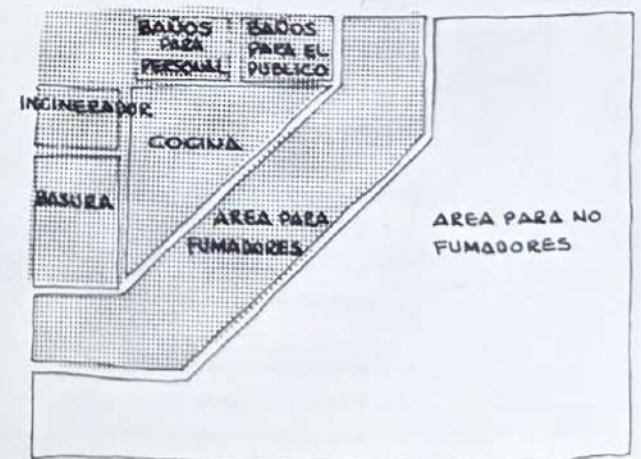 BAÑOS
PARA
PERSONAL
BAÑOS
PARA EL
PUBLICO
INCINERADOR
COCINA
BASURA
AREA PARA
FUMADORES
AREA PARA NO
FUMADORES